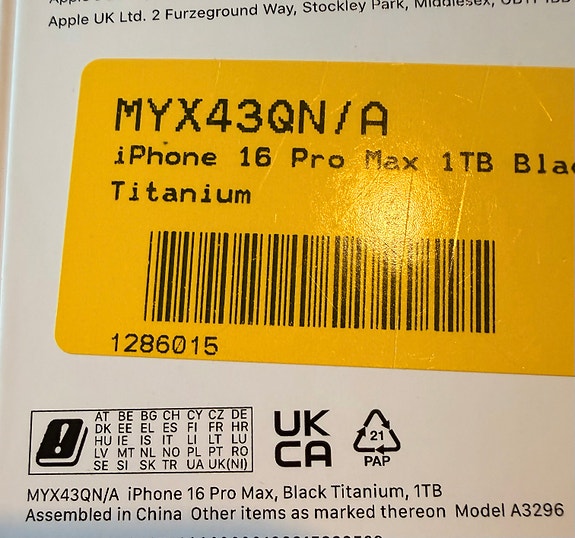 Apple UK Ltd. 2 Furzeground Way, Stockley Park, Middlesex,
MYX43QN/A
iPhone 16 Pro Max 1TB Blac
Titanium
1286015
AT BE BG CH CY CZ DE
DK EE EL ES FI FR HR
HU IE IS IT LI LT LU
LV MT NL NO PL PT RO
SE SI SK TR UA UK(NI)
UK
CA
21
PAP
MYX43QN/A iPhone 16 Pro Max, Black Titanium, 1TB
Assembled in China Other items as marked thereon Model A3296